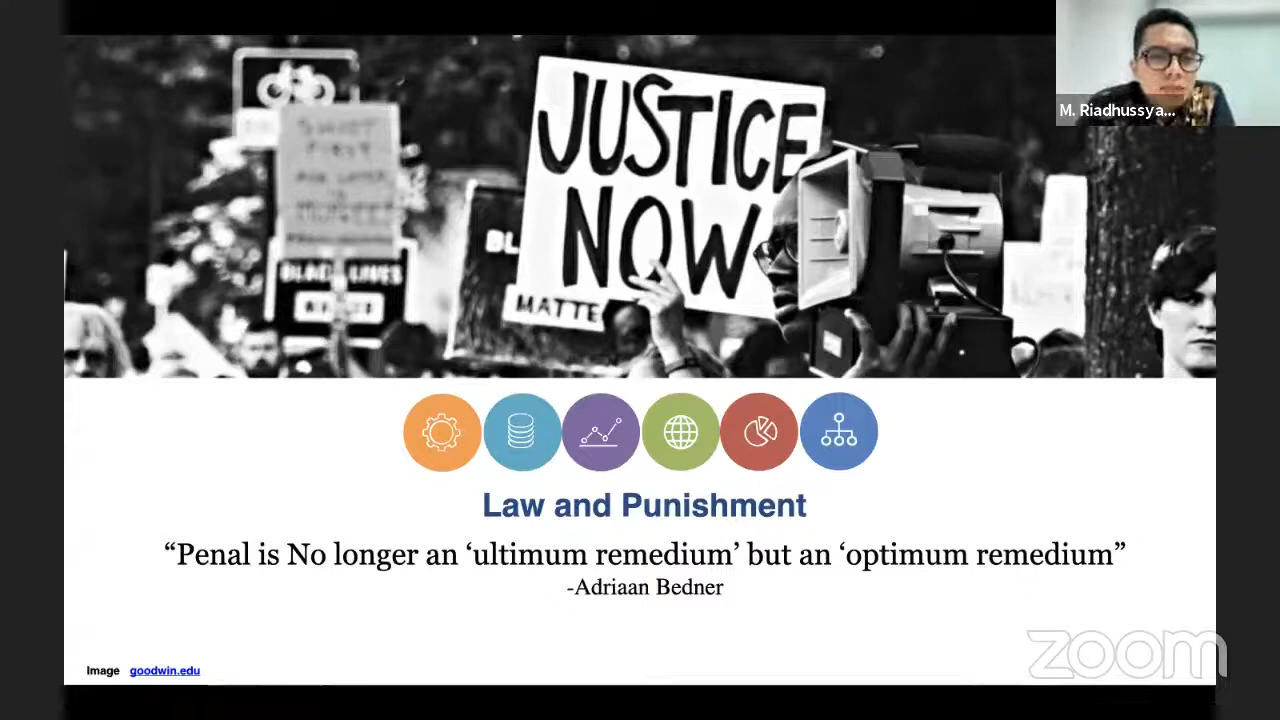 M. Riadhussya...
JUSTICE
NOW
MATTE
Law and Punishment
“Penal is No longer an ‘ultimum remedium’ but an ‘optimum remedium”
-Adriaan Bedner
Image goodwin.edu
zoom